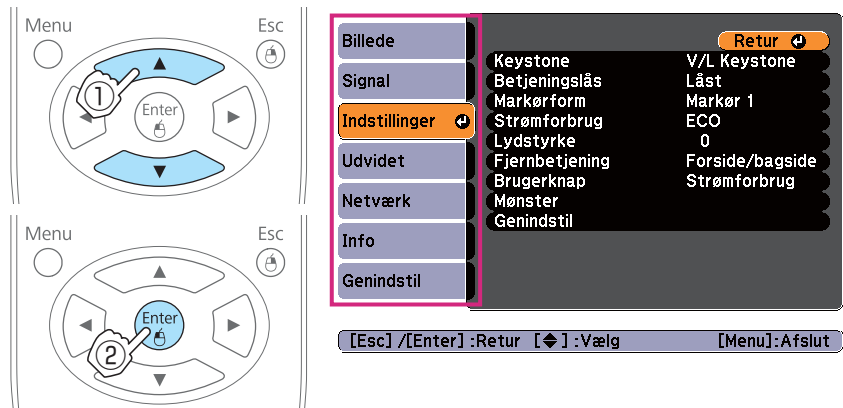 Menu
Esc
①
Enter
Menu
Esc
Enter
②
Billede
Signal
Indstillinger
Udvidet
Netværk
Info
Genindstil
Retur
Keystone V/L Keystone
Betjeningslås Låst
Markørform Markør 1
Strømforbrug ECO
Lydstyrke 0
Fjernbetjening Forside/bagside
Brugerknap Strømforbrug
Mønster
Genindstil
[Esc] /[Enter] :Retur [◆] :Vælg [Menu]:Afslut